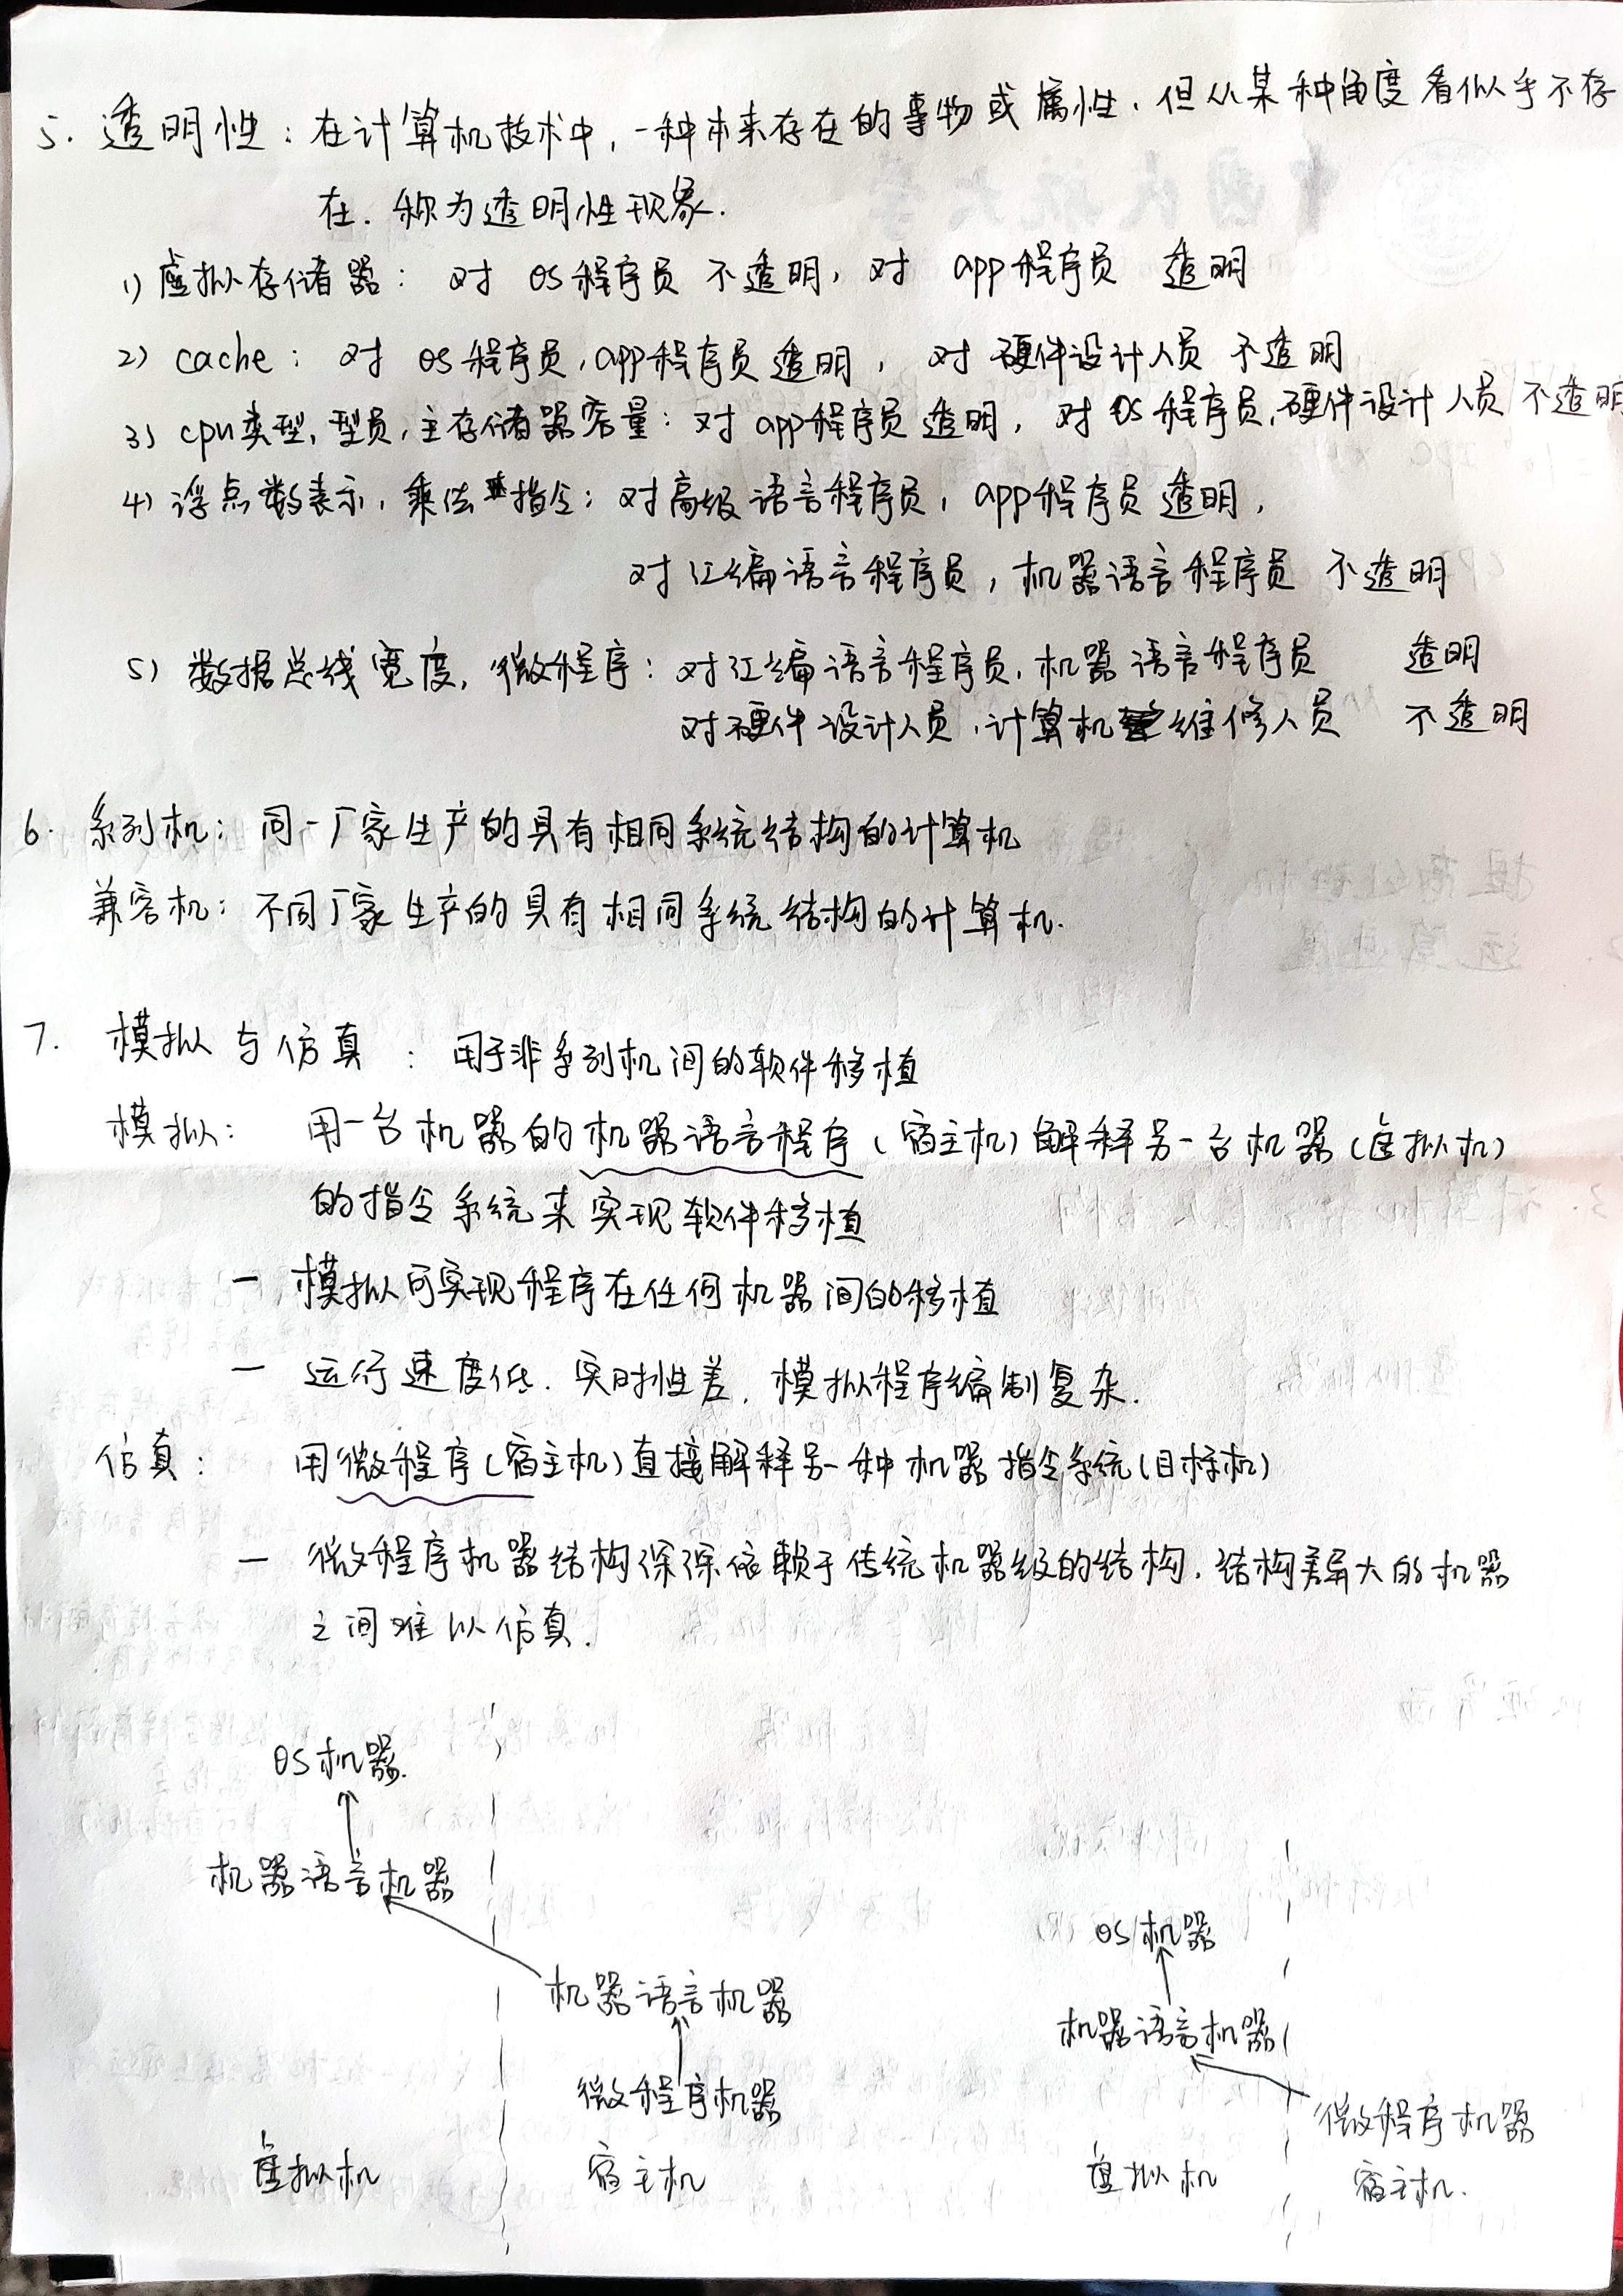 5. 透明性：在计算机技术中，一种本来存在的事物或属性，但从某种角度看似乎不存
在．称为透明性现象．
1) 虚拟存储器： 对 OS程序员 不透明，对 app程序员 透明
2) cache： 对 OS程序员，app程序员 透明， 对 硬件设计人员 不透明
3) cpu类型，型号，主存储器容量：对 app程序员 透明， 对 OS程序员，硬件设计人员 不透明
4) 浮点数表示，乘法指令：对高级语言程序员，app程序员 透明，
对汇编语言程序员，机器语言程序员 不透明
5) 数据总线宽度，微程序：对汇编语言程序员，机器语言程序员 透明
对硬件设计人员，计算机维修人员 不透明
6. 系列机：同一厂家生产的具有相同系统结构的计算机
兼容机：不同厂家生产的具有相同系统结构的计算机．
7. 模拟与仿真：用于非系列机间的软件移植
模拟： 用一台机器的机器语言程序（宿主机）解释另一台机器（虚拟机）
的指令系统来实现软件移植
— 模拟可实现程序在任何机器间的移植
— 运行速度低．实时性差．模拟程序编制复杂．
仿真： 用微程序（宿主机）直接解释另一种机器指令系统（目标机）
— 微程序机器结构深深依赖于传统机器级的结构．结构差异大的机器
之间难以仿真．
OS机器．
机器语言机器
机器语言机器
微程序机器
虚拟机 宿主机
OS机器
机器语言机器
微程序机器
虚拟机 宿主机．